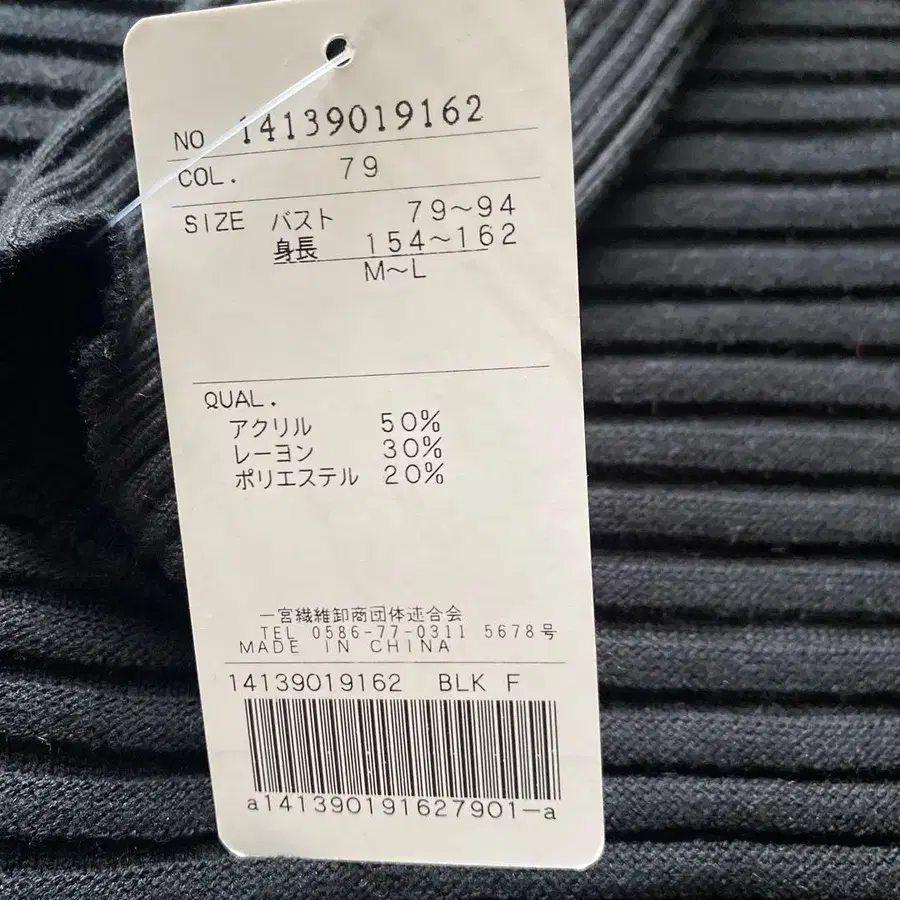 NO 14139019162
COL. 79
SIZE バスト 79〜94
身長 154〜162
M〜L
QUAL.
アクリル 50%
レーヨン 30%
ポリエステル 20%
一宮繊維卸商団体連合会
TEL 0586-77-0311 5678号
MADE IN CHINA
14139019162 BLK F
a141390191627901-a